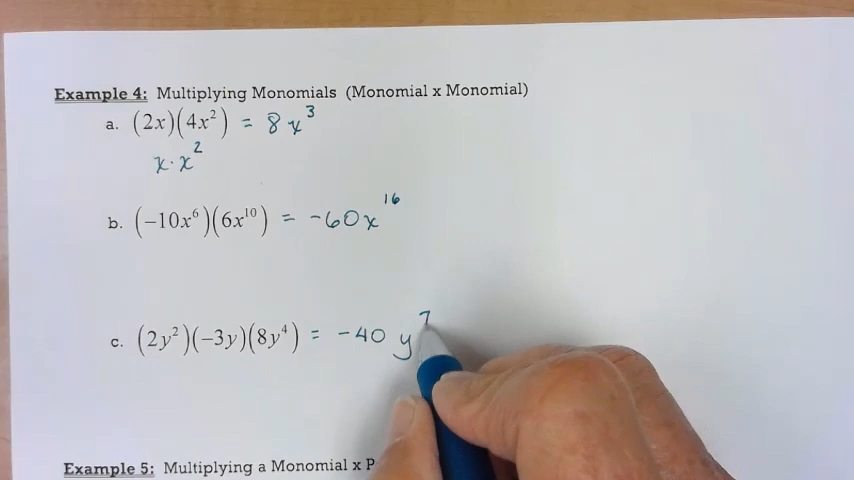 Example 4: Multiplying Monomials (Monomial x Monomial)
a. (2x)(4x²) = 8x³
x·x²
b. (−10x⁶)(6x¹⁰) = -60x¹⁶
c. (2y²)(−3y)(8y⁴) = -40 y⁷
Example 5: Multiplying a Monomial x P